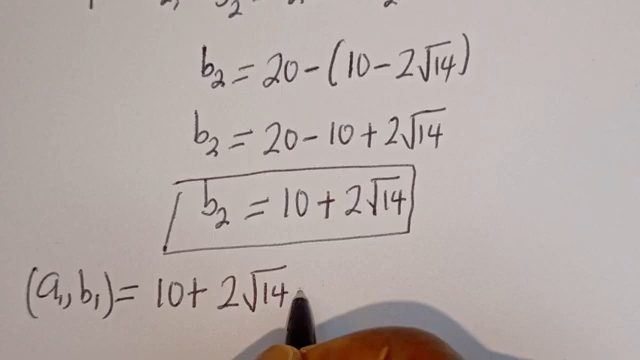 b₂ = 20 - (10 - 2√14)
b₂ = 20 - 10 + 2√14
b₂ = 10 + 2√14
(a₁, b₁) = 10 + 2√14